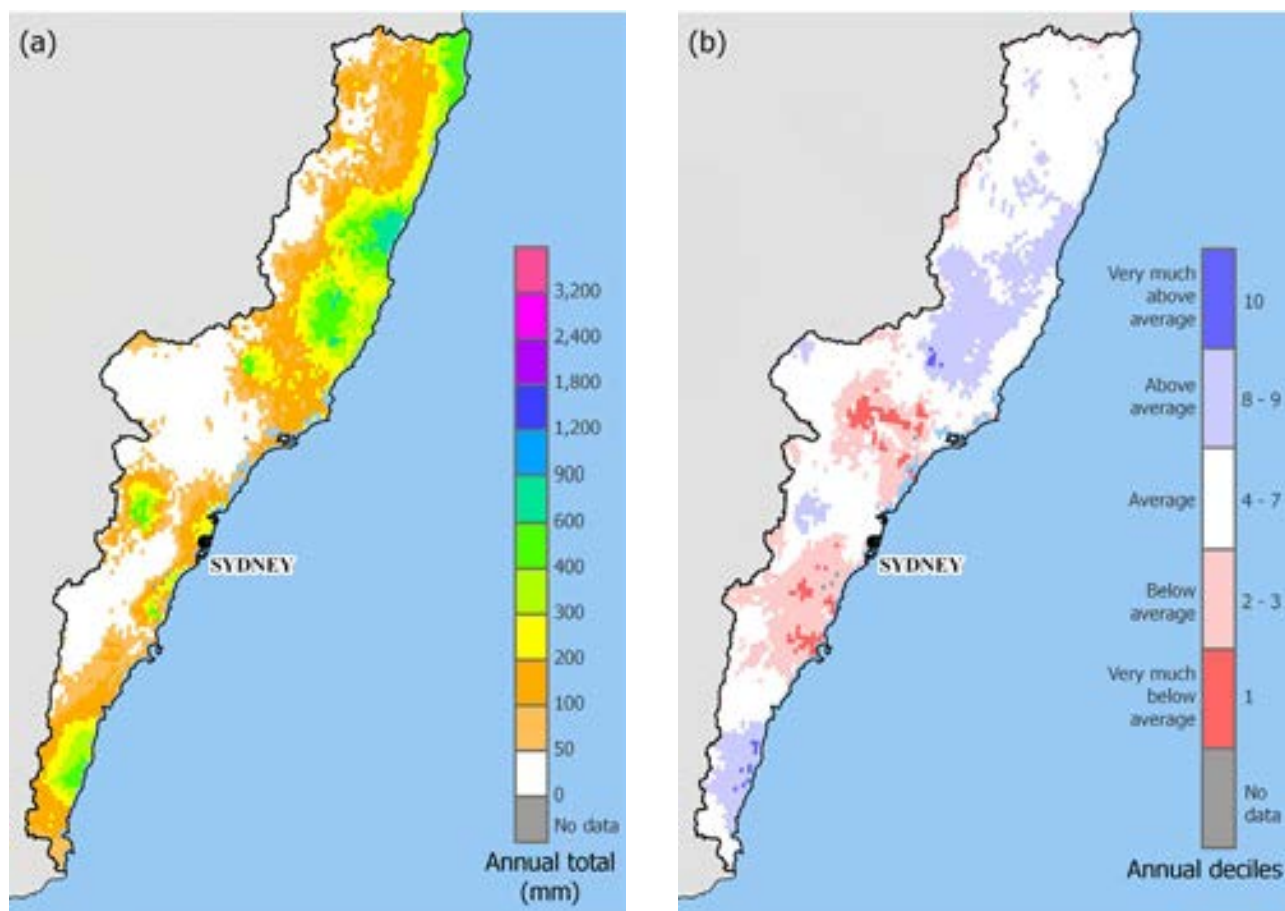 (a)
SYDNEY
3,200
2,400
1,800
1,200
900
600
400
300
200
100
50
0
No data
Annual total
(mm)
(b)
SYDNEY
Very much
above
average
10
Above
average
8 - 9
Average
4 - 7
Below
average
2 - 3
Very much
below
average
1
No
data
Annual deciles